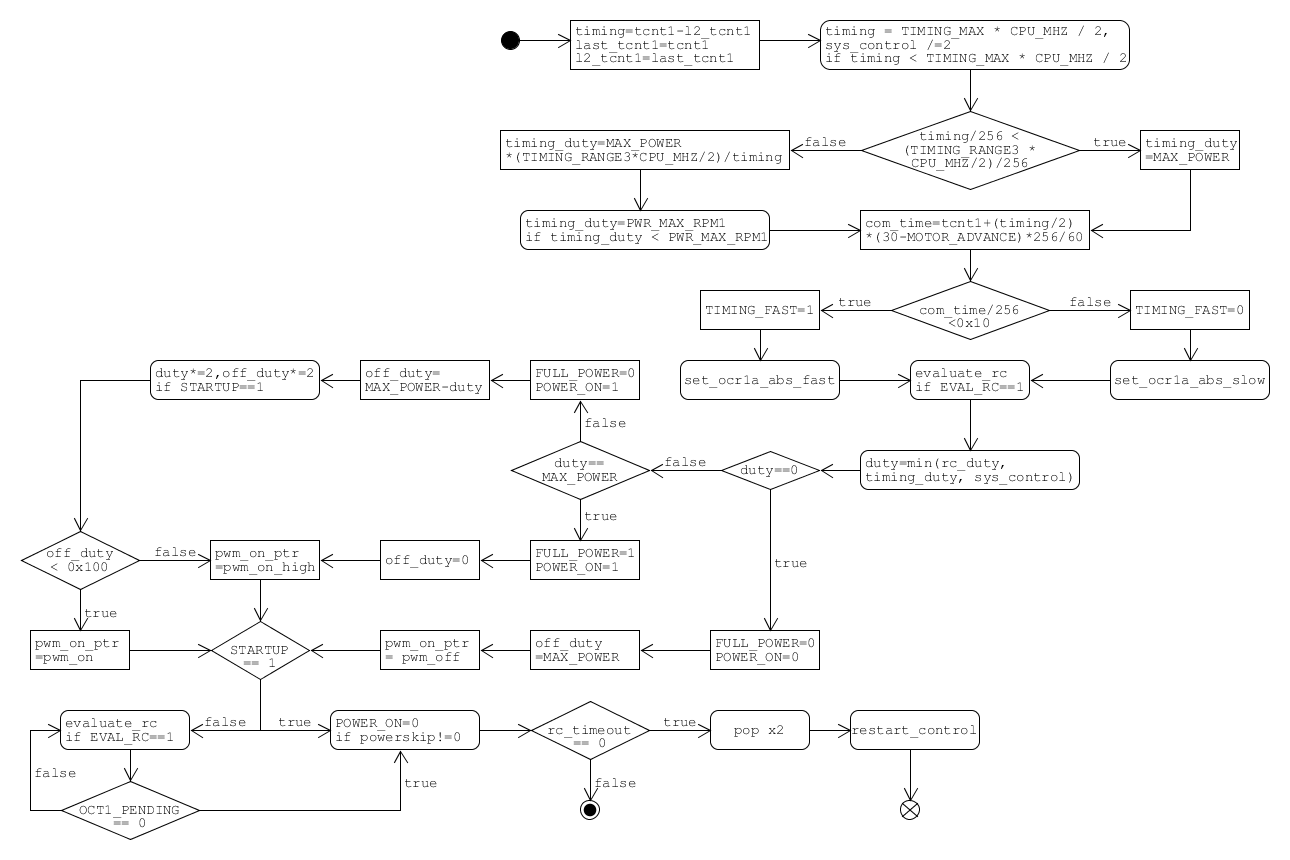 timing=tcnt1-l2_tcnt1
last_tcnt1=tcnt1
l2_tcnt1=last_tcnt1
timing = TIMING_MAX * CPU_MHZ / 2,
sys_control /=2
if timing < TIMING_MAX * CPU_MHZ / 2
timing_duty=MAX_POWER
*(TIMING_RANGE3*CPU_MHZ/2)/timing
false
timing/256 <
(TIMING_RANGE3 *
CPU_MHZ/2)/256
true
timing_duty
=MAX_POWER
timing_duty=PWR_MAX_RPM1
if timing_duty < PWR_MAX_RPM1
com_time=tcnt1+(timing/2)
*(30-MOTOR_ADVANCE)*256/60
TIMING_FAST=1
true
com_time/256
<0x10
false
TIMING_FAST=0
duty*=2,off_duty*=2
if STARTUP==1
off_duty=
MAX_POWER-duty
FULL_POWER=0
POWER_ON=1
set_ocr1a_abs_fast
evaluate_rc
if EVAL_RC==1
set_ocr1a_abs_slow
false
duty==
MAX_POWER
false
duty==0
duty=min(rc_duty,
timing_duty, sys_control)
true
off_duty
< 0x100
false
pwm_on_ptr
=pwm_on_high
off_duty=0
FULL_POWER=1
POWER_ON=1
true
true
pwm_on_ptr
=pwm_on
STARTUP
== 1
pwm_on_ptr
= pwm_off
off_duty
=MAX_POWER
FULL_POWER=0
POWER_ON=0
evaluate_rc
if EVAL_RC==1
false
true
POWER_ON=0
if powerskip!=0
rc_timeout
== 0
true
pop x2
restart_control
false
OCT1_PENDING
== 0
true
false